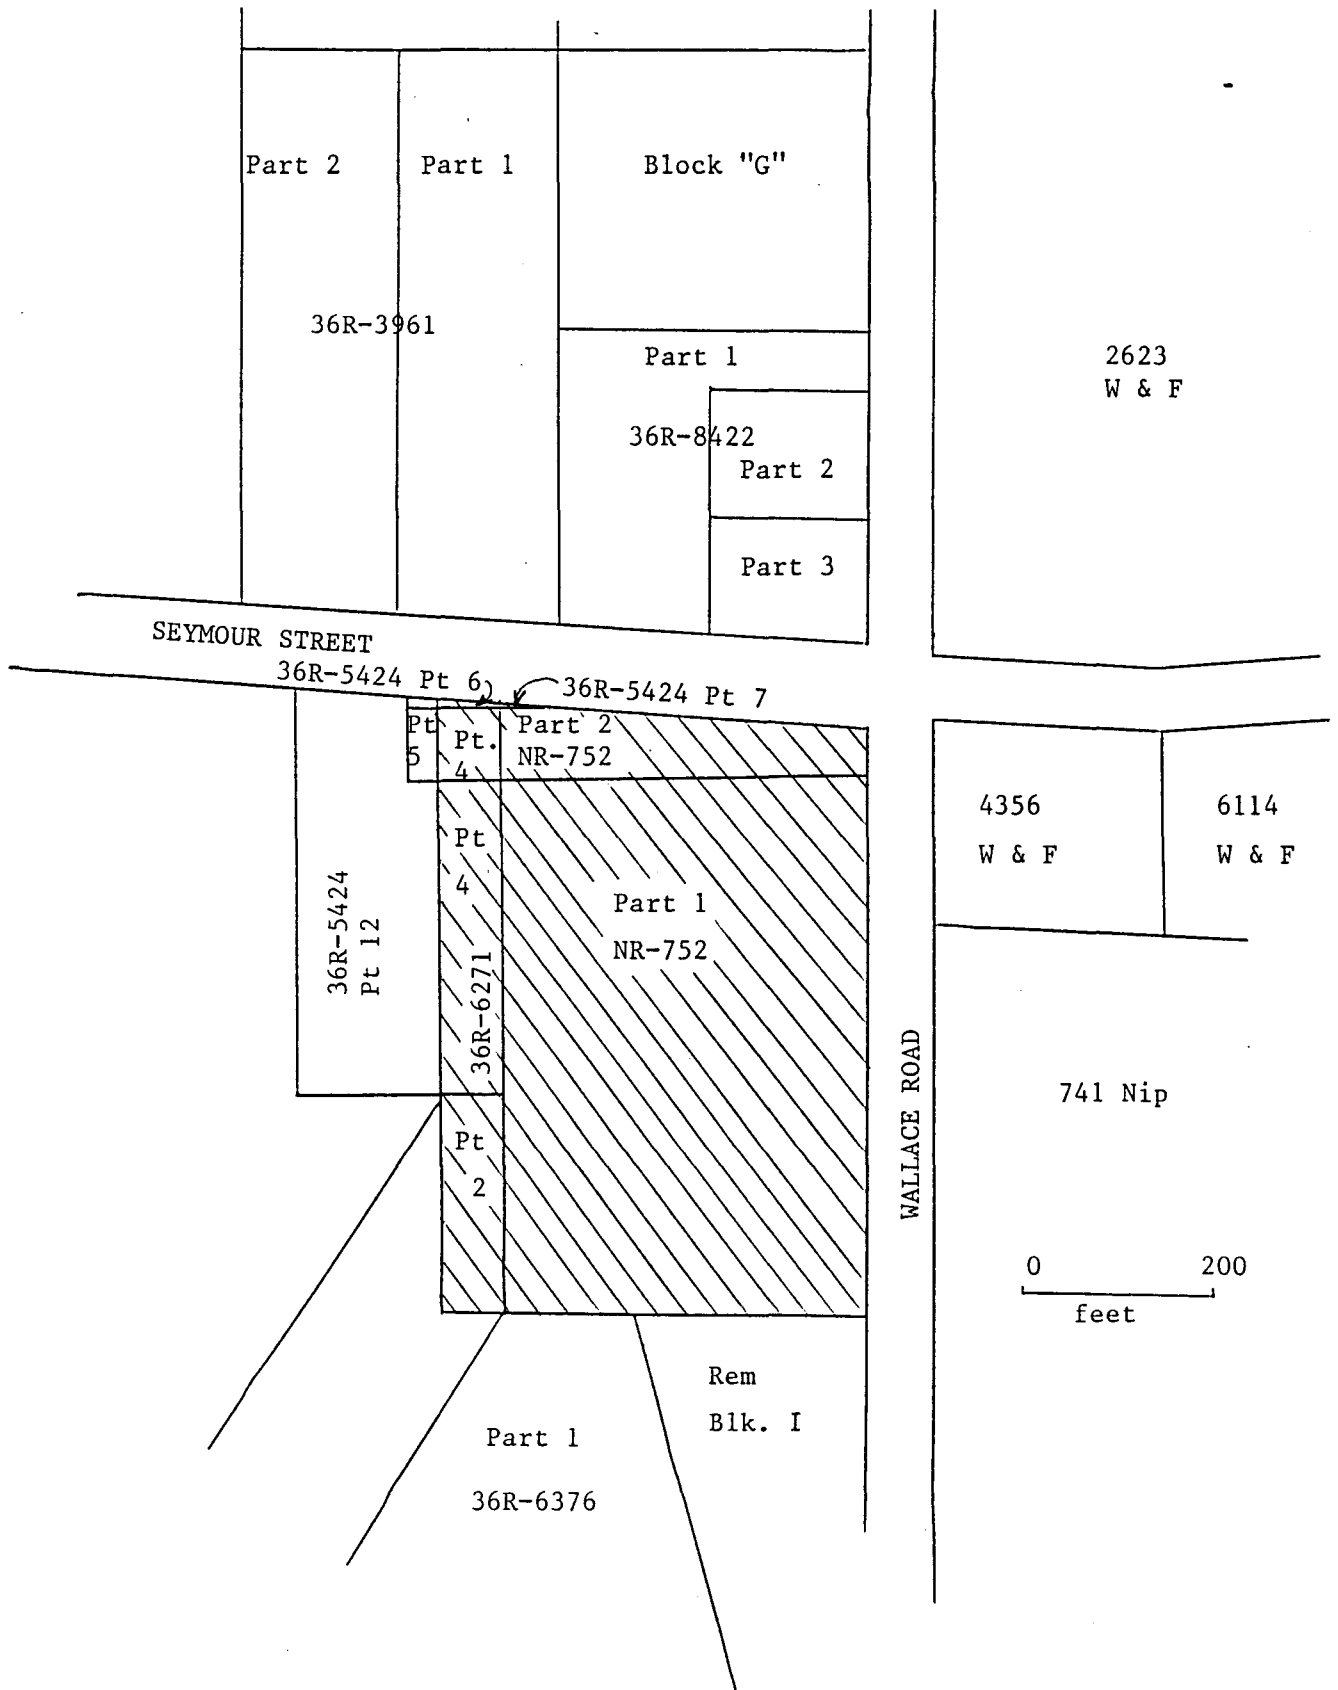 Part 2
Part 1
Block "G"
36R-3961
Part 1
2623
W & F
36R-8422
Part 2
Part 3
SEYMOUR STREET
36R-5424 Pt 6
36R-5424 Pt 7
Pt
5
Pt.
4
Part 2
NR-752
4356
W & F
6114
W & F
Pt
4
Part 1
NR-752
36R-5424
Pt 12
36R-6271
WALLACE ROAD
741 Nip
Pt
2
0 200
feet
Rem
Blk. I
Part 1
36R-6376